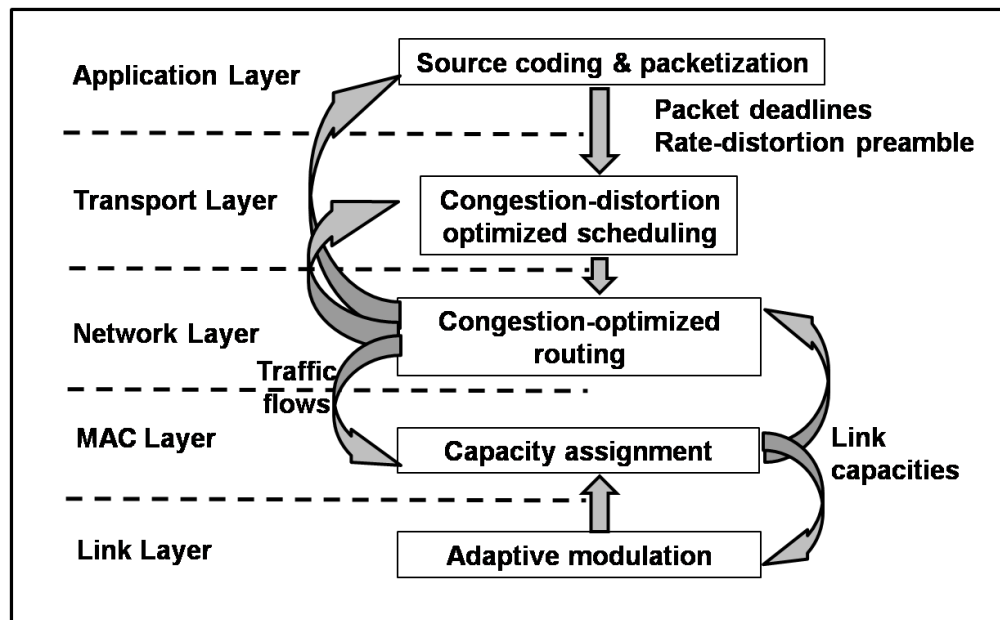 Application Layer
Source coding & packetization
Packet deadlines
Rate-distortion preamble
Transport Layer
Congestion-distortion
optimized scheduling
Network Layer
Congestion-optimized
routing
Traffic
flows
MAC Layer
Capacity assignment
Link
capacities
Link Layer
Adaptive modulation